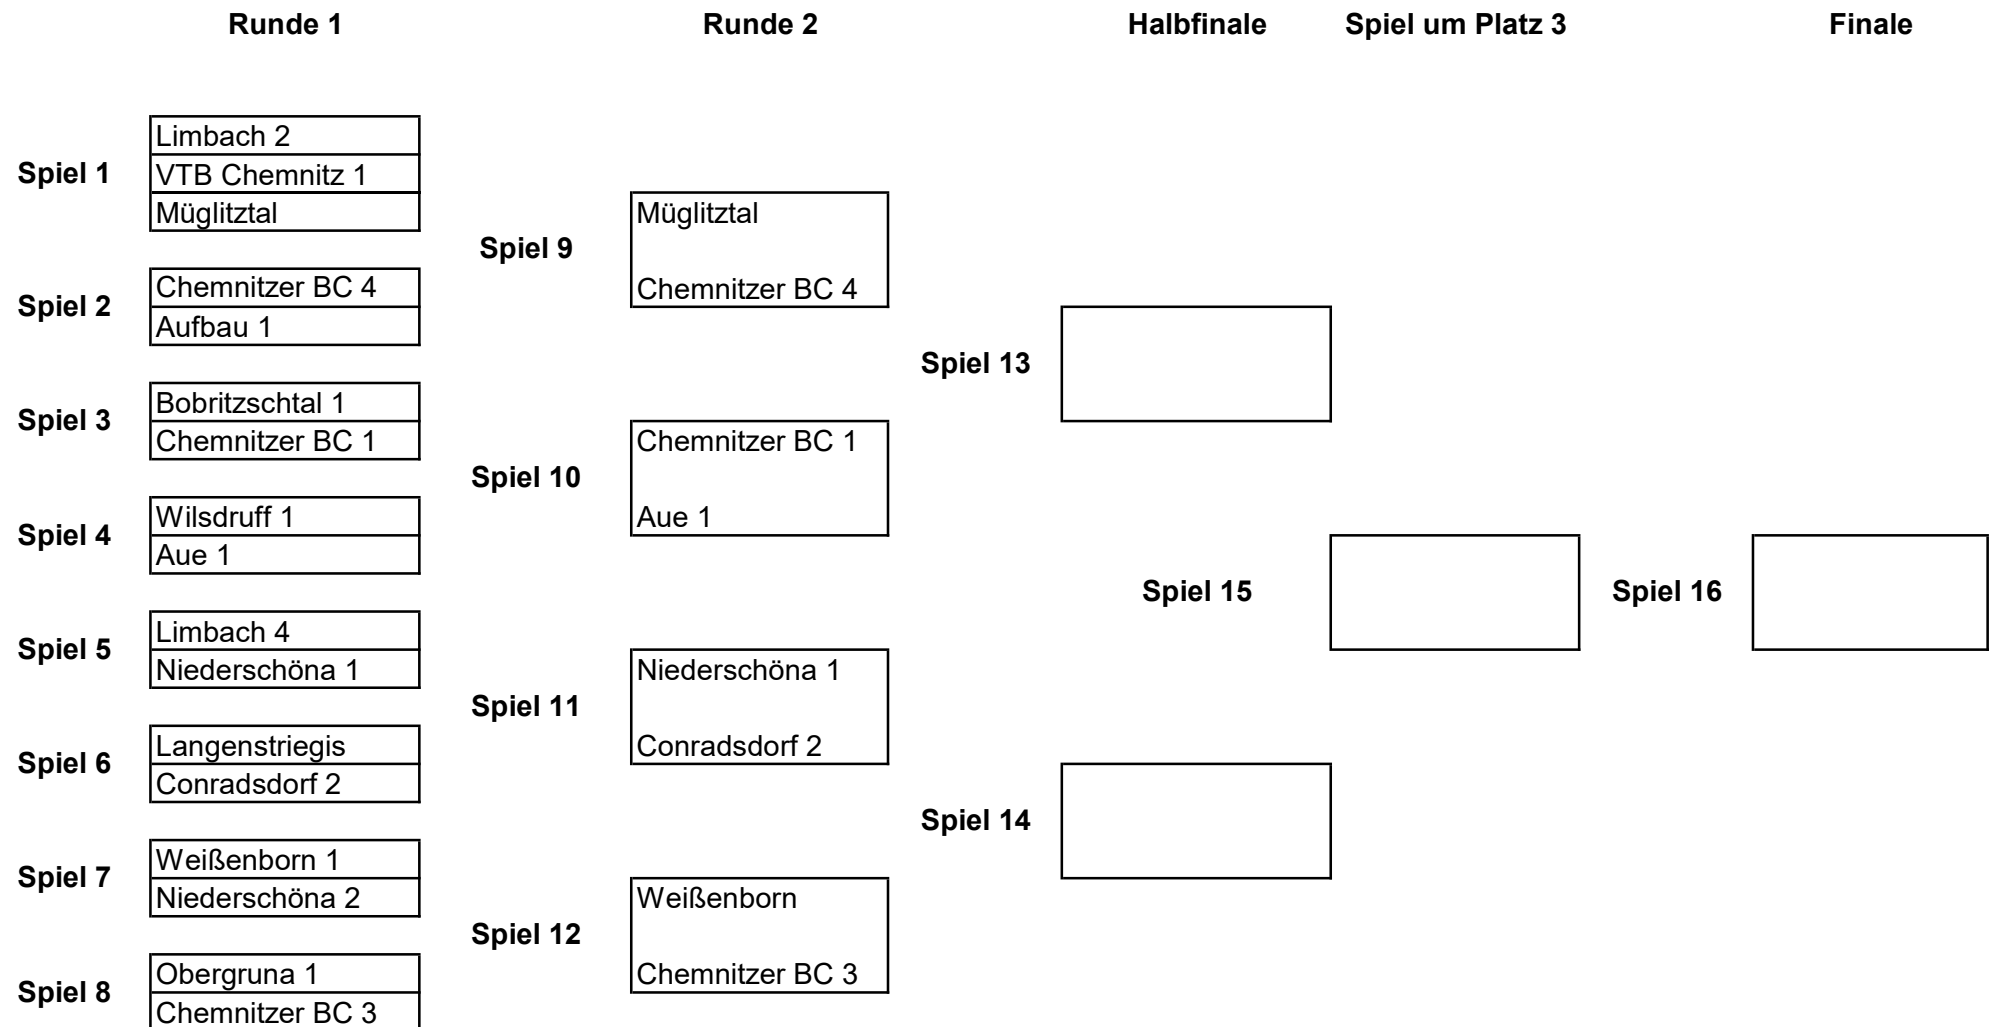 Runde 1
Runde 2
Halbfinale
Spiel um Platz 3
Finale
Spiel 1
Limbach 2
VTB Chemnitz 1
Müglitztal
Spiel 2
Chemnitzer BC 4
Aufbau 1
Spiel 3
Bobritzschtal 1
Chemnitzer BC 1
Spiel 4
Wilsdruff 1
Aue 1
Spiel 5
Limbach 4
Niederschöna 1
Spiel 6
Langenstriegis
Conradsdorf 2
Spiel 7
Weißenborn 1
Niederschöna 2
Spiel 8
Obergruna 1
Chemnitzer BC 3
Spiel 9
Müglitztal
Chemnitzer BC 4
Spiel 10
Chemnitzer BC 1
Aue 1
Spiel 11
Niederschöna 1
Conradsdorf 2
Spiel 12
Weißenborn
Chemnitzer BC 3
Spiel 13
Spiel 14
Spiel 15
Spiel 16